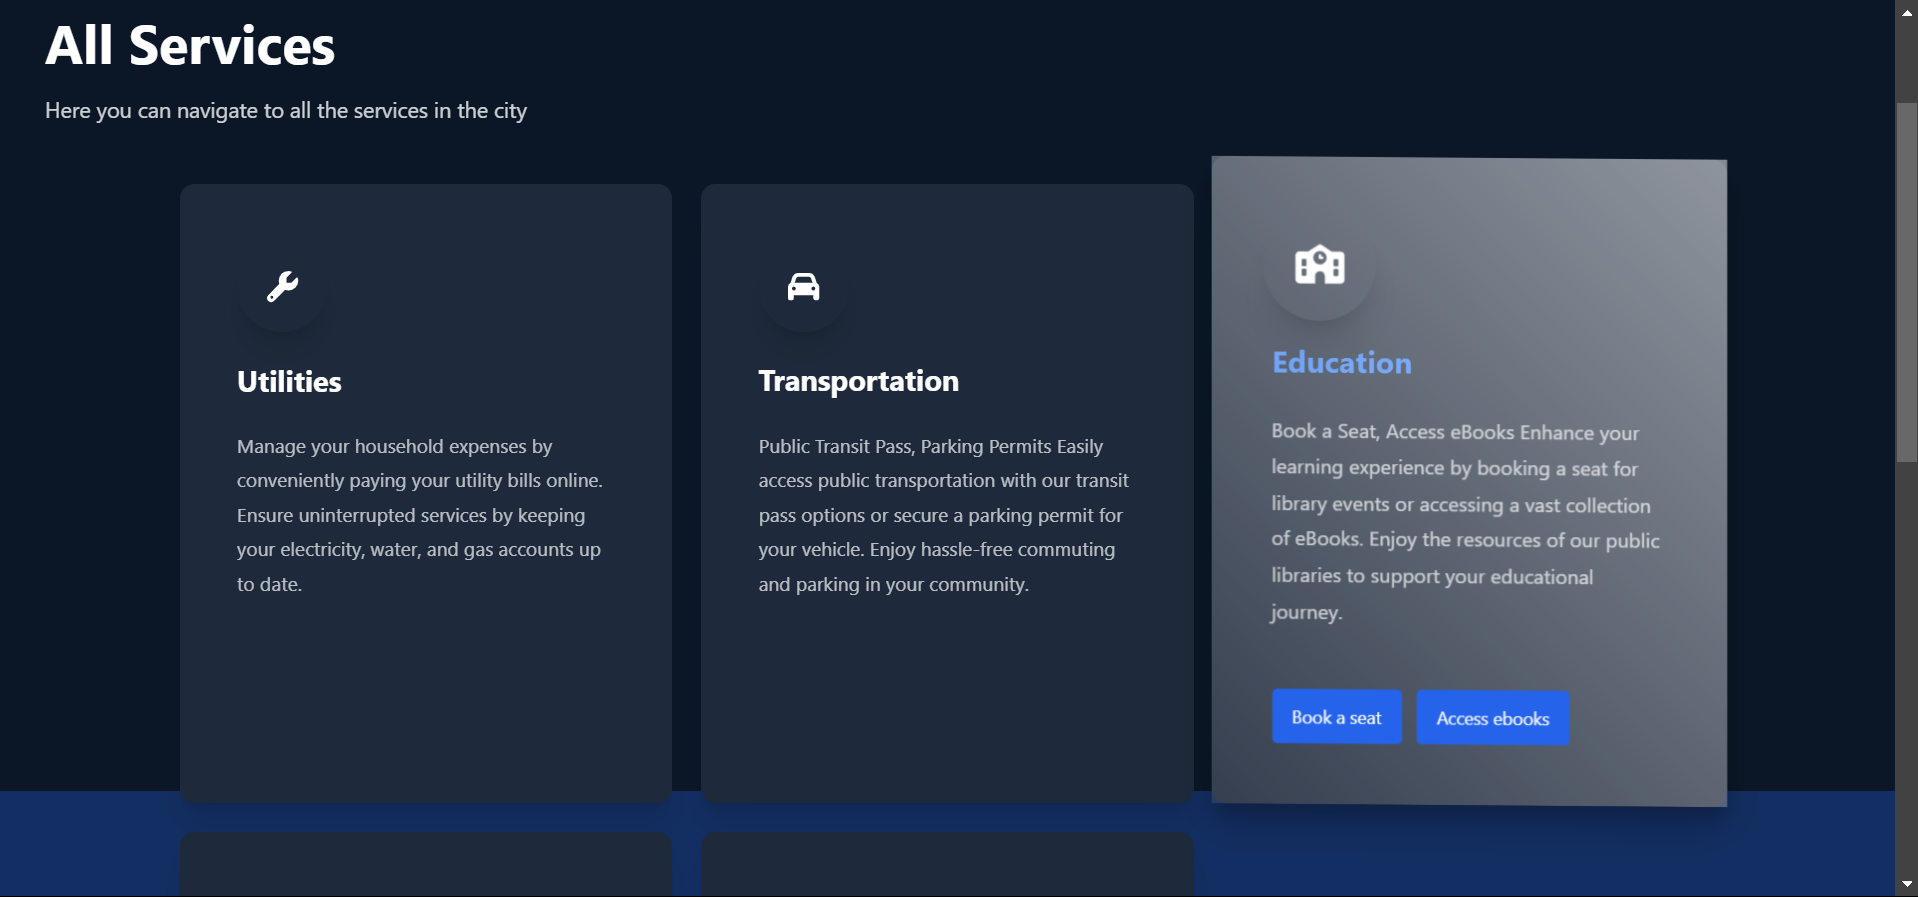 All Services
Here you can navigate to all the services in the city
Utilities
Manage your household expenses by
conveniently paying your utility bills online.
Ensure uninterrupted services by keeping
your electricity, water, and gas accounts up
to date.
Transportation
Public Transit Pass, Parking Permits Easily
access public transportation with our transit
pass options or secure a parking permit for
your vehicle. Enjoy hassle-free commuting
and parking in your community.
Education
Book a Seat, Access eBooks Enhance your
learning experience by booking a seat for
library events or accessing a vast collection
of eBooks. Enjoy the resources of our public
libraries to support your educational
journey.
Book a seat
Access ebooks